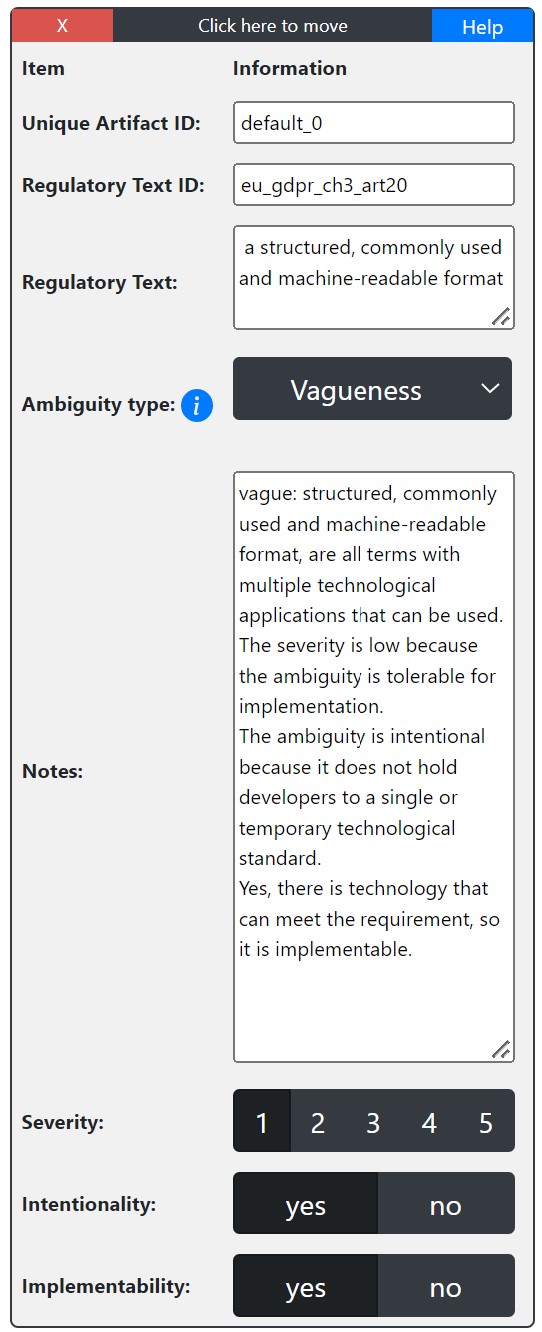 X Click here to move Help
Item Information
Unique Artifact ID: default_0
Regulatory Text ID: eu_gdpr_ch3_art20
Regulatory Text:
a structured, commonly used
and machine-readable format
Ambiguity type: i Vagueness
Notes:
vague: structured, commonly
used and machine-readable
format, are all terms with
multiple technological
applications that can be used.
The severity is low because
the ambiguity is tolerable for
implementation.
The ambiguity is intentional
because it does not hold
developers to a single or
temporary technological
standard.
Yes, there is technology that
can meet the requirement, so
it is implementable.
Severity: 1 2 3 4 5
Intentionality: yes no
Implementability: yes no